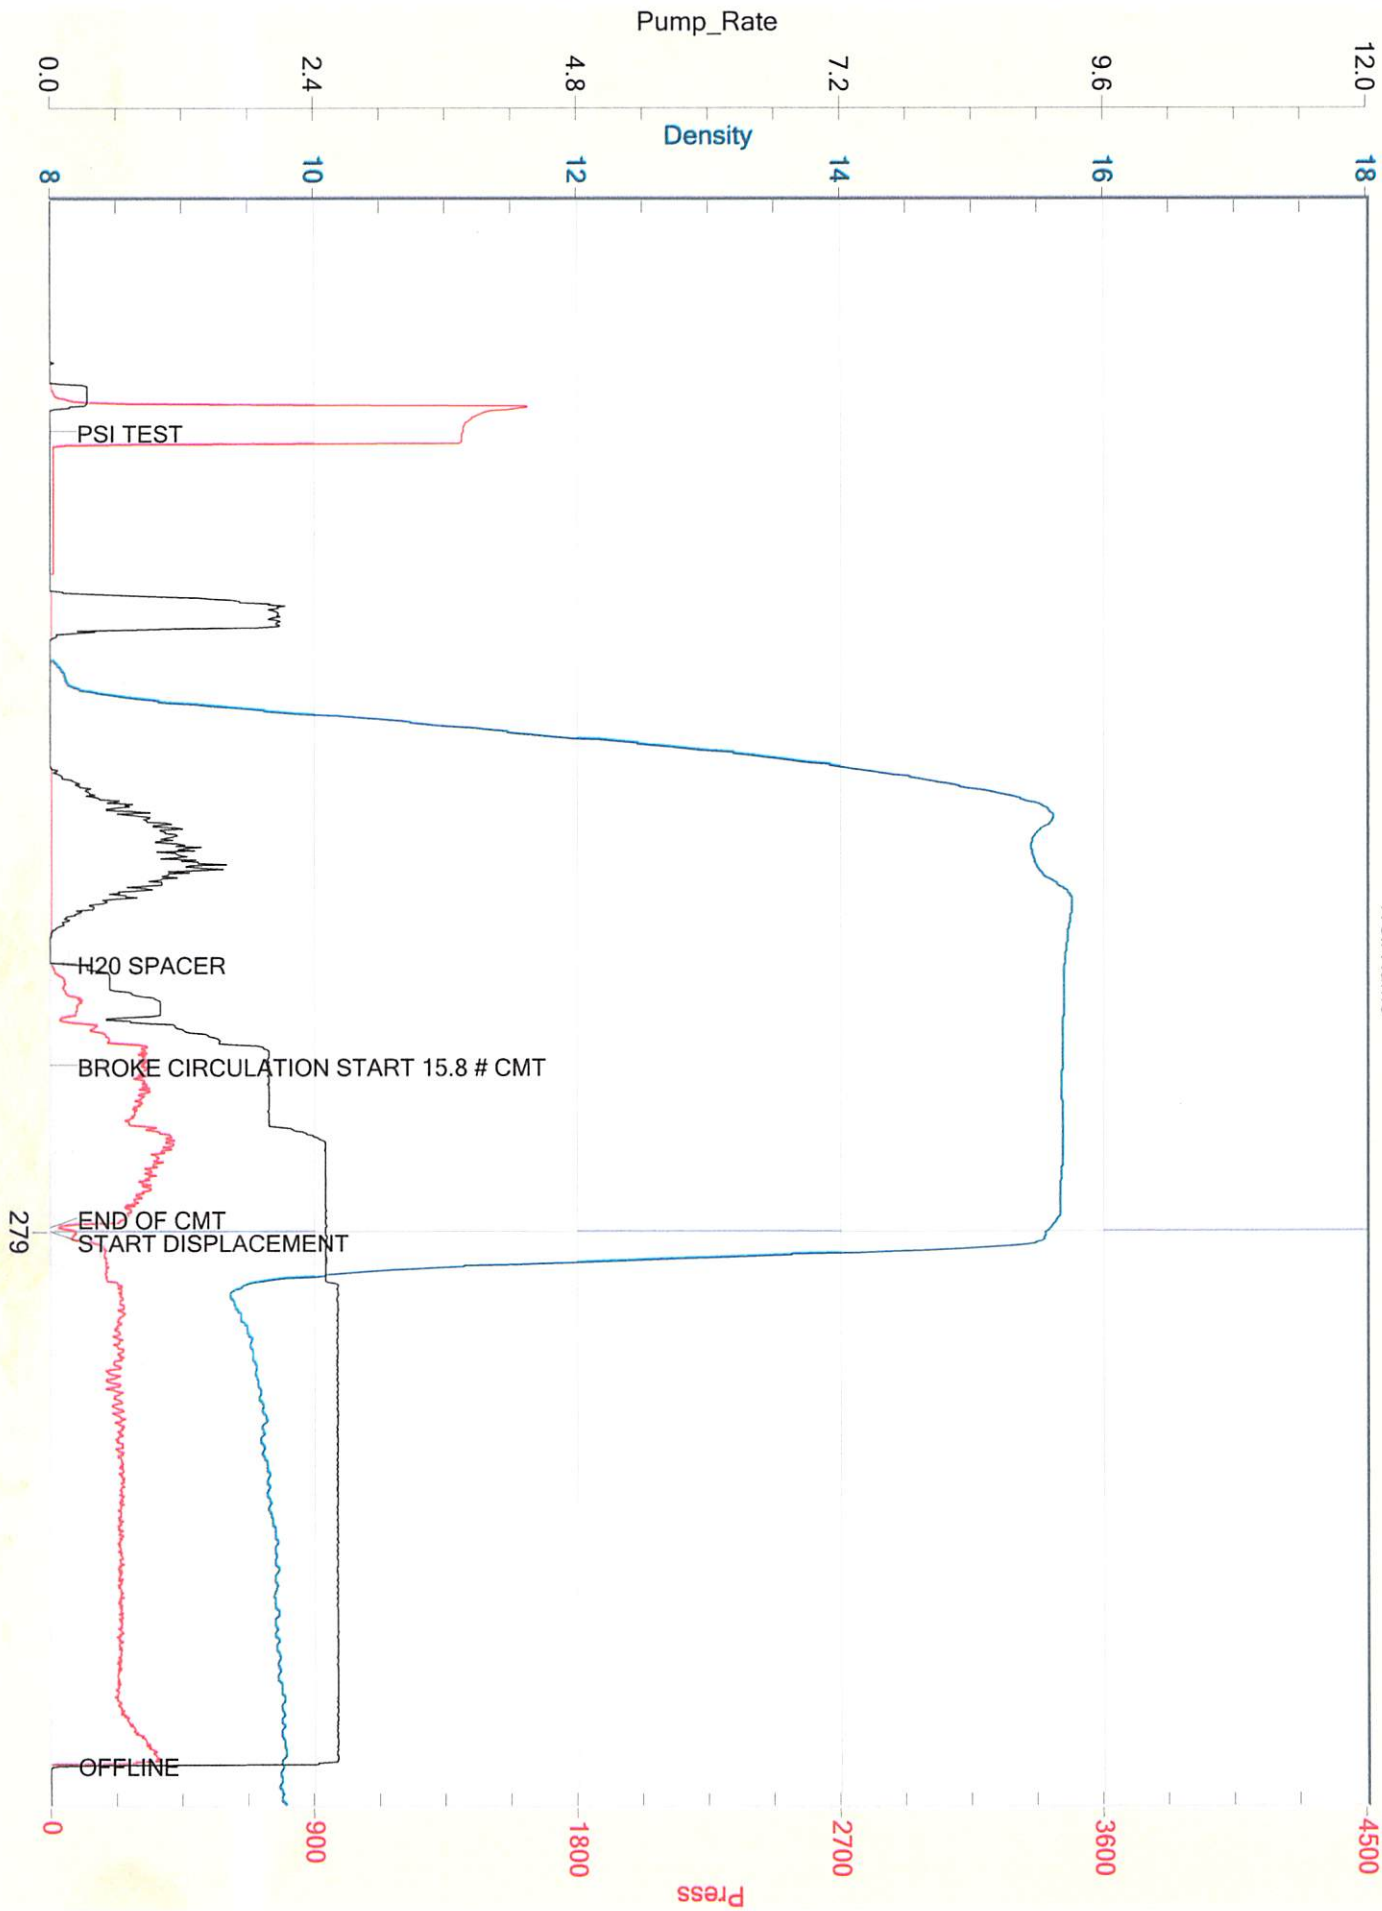 Pump_Rate
0.0 2.4 4.8 7.2 9.6 12.0
Density
8 10 12 14 16 18
PSI TEST
H20 SPACER
BROKE CIRCULATION START 15.8 # CMT
END OF CMT
START DISPLACEMENT
279
OFFLINE
0 900 1800 2700 3600 4500
Press